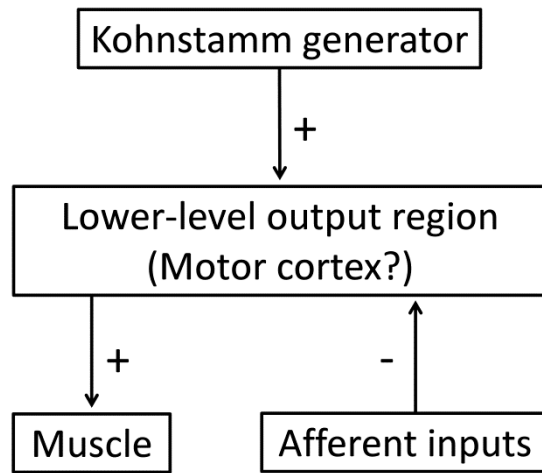 Kohnstamm generator
+
Lower-level output region
(Motor cortex?)
+
-
Muscle
Afferent inputs